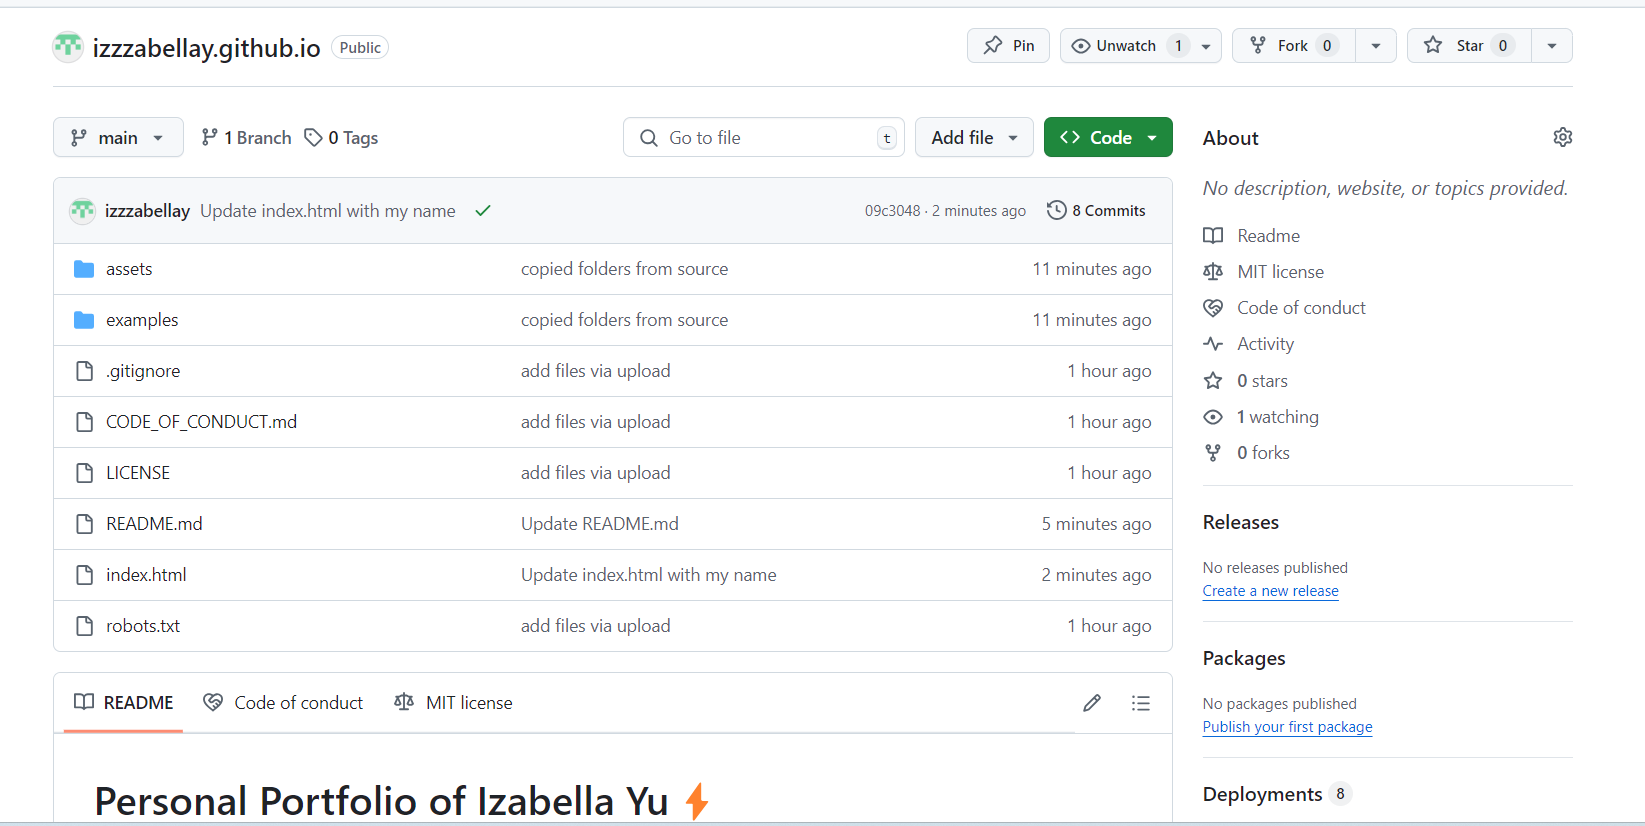 izzzabellay.github.io Public
Pin
Unwatch 1
Fork 0
Star 0
main
1 Branch
0 Tags
Go to file t
Add file
Code
izzzabellay Update index.html with my name 09c3048 · 2 minutes ago 8 Commits
assets copied folders from source 11 minutes ago
examples copied folders from source 11 minutes ago
.gitignore add files via upload 1 hour ago
CODE_OF_CONDUCT.md add files via upload 1 hour ago
LICENSE add files via upload 1 hour ago
README.md Update README.md 5 minutes ago
index.html Update index.html with my name 2 minutes ago
robots.txt add files via upload 1 hour ago
README Code of conduct MIT license
Personal Portfolio of Izabella Yu
About
No description, website, or topics provided.
Readme
MIT license
Code of conduct
Activity
0 stars
1 watching
0 forks
Releases
No releases published
Create a new release
Packages
No packages published
Publish your first package
Deployments 8